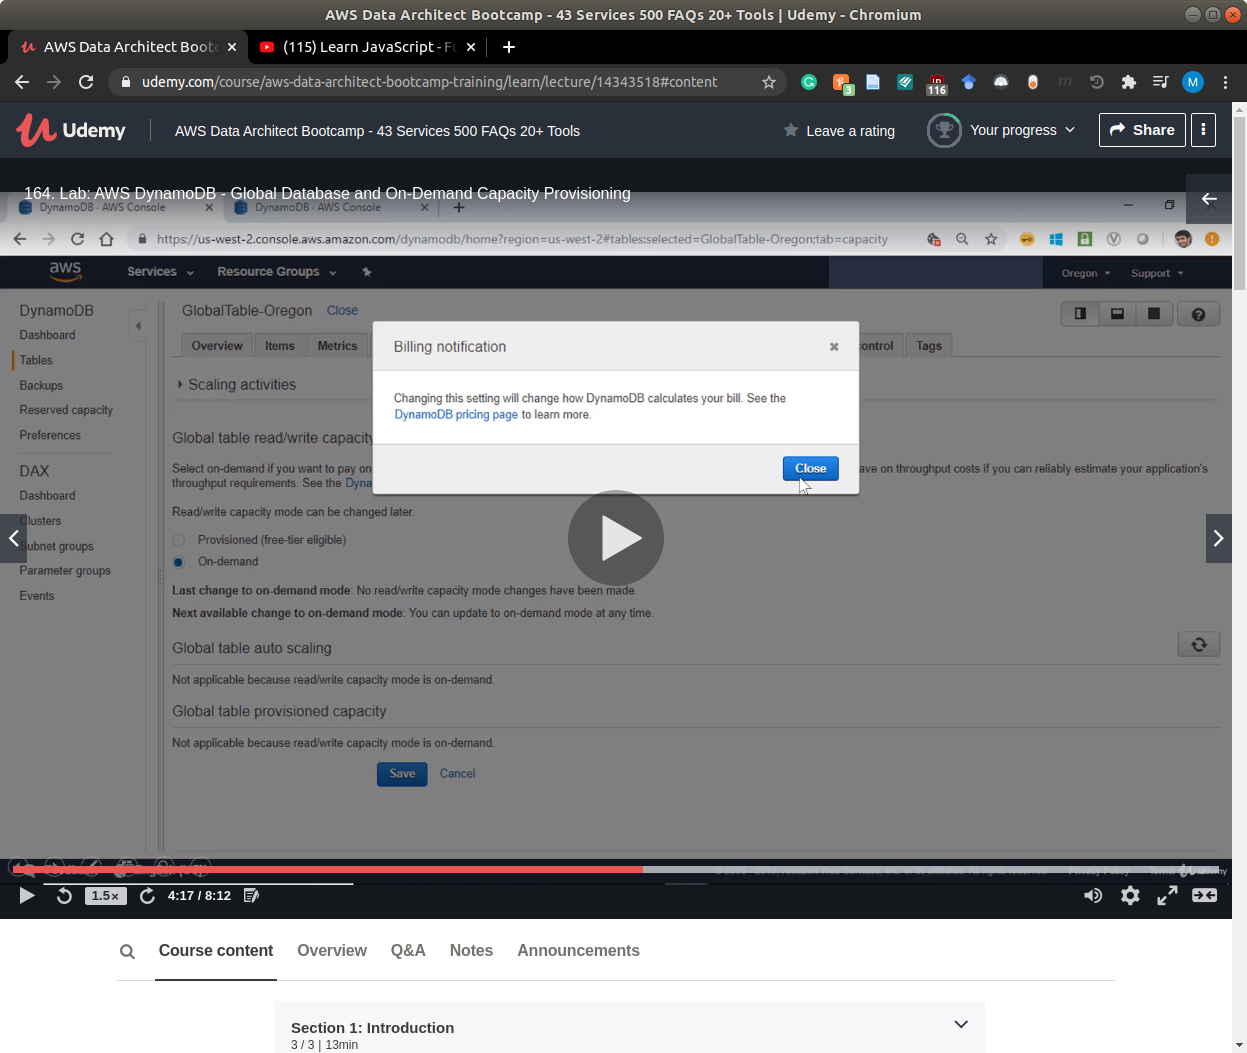 AWS Data Architect Bootcamp - 43 Services 500 FAQs 20+ Tools | Udemy - Chromium
AWS Data Architect Bootc
(115) Learn JavaScript - Fu
udemy.com/course/aws-data-architect-bootcamp-training/learn/lecture/14343518#content
3
116
M
Udemy
AWS Data Architect Bootcamp - 43 Services 500 FAQs 20+ Tools
Leave a rating
Your progress
Share
164. Lab: AWS DynamoDB - Global Database and On-Demand Capacity Provisioning
DynamoDB · AWS Console
DynamoDB · AWS Console
https://us-west-2.console.aws.amazon.com/dynamodb/home?region=us-west-2#tables:selected=GlobalTable-Oregon;tab=capacity
aws
Services
Resource Groups
Oregon
Support
DynamoDB
Dashboard
Tables
Backups
Reserved capacity
Preferences
DAX
Dashboard
Clusters
Subnet groups
Parameter groups
Events
GlobalTable-Oregon
Close
Overview
Items
Metrics
ontrol
Tags
Scaling activities
Billing notification
Changing this setting will change how DynamoDB calculates your bill. See the
DynamoDB pricing page to learn more.
Close
Global table read/write capacity
Select on-demand if you want to pay on
ave on throughput costs if you can reliably estimate your application's
throughput requirements. See the Dyna
Read/write capacity mode can be changed later.
Provisioned (free-tier eligible)
On-demand
Last change to on-demand mode: No read/write capacity mode changes have been made.
Next available change to on-demand mode: You can update to on-demand mode at any time.
Global table auto scaling
Not applicable because read/write capacity mode is on-demand.
Global table provisioned capacity
Not applicable because read/write capacity mode is on-demand.
Save
Cancel
Udemy
1.5×
4:17 / 8:12
Course content
Overview
Q&A
Notes
Announcements
Section 1: Introduction
3 / 3 | 13min